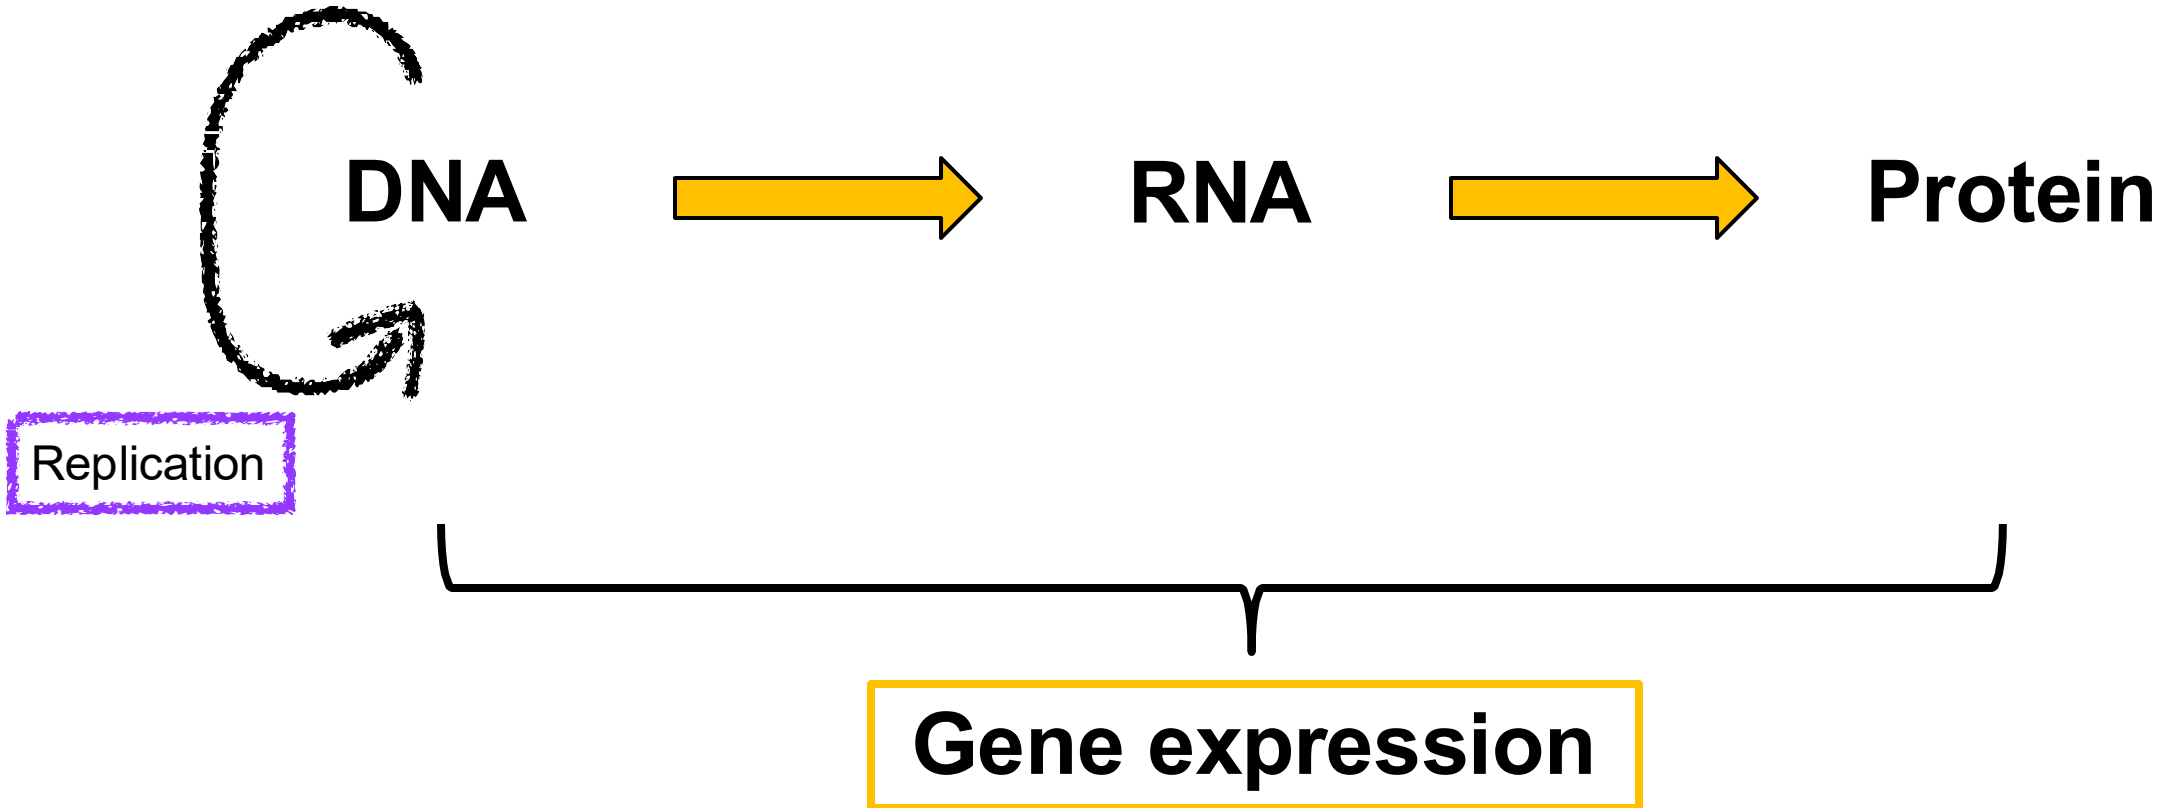 DNA
RNA
Protein
Replication
Gene expression